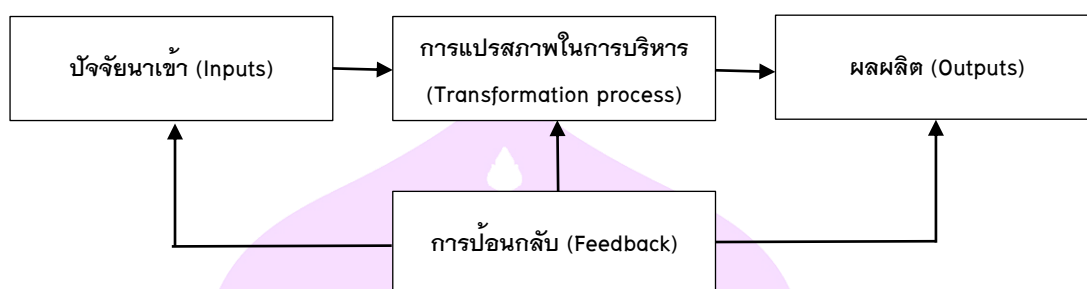 ปัจจัยนาเข้า (Inputs)
การแปรสภาพในการบริหาร
(Transformation process)
ผลผลิต (Outputs)
การป้อนกลับ (Feedback)